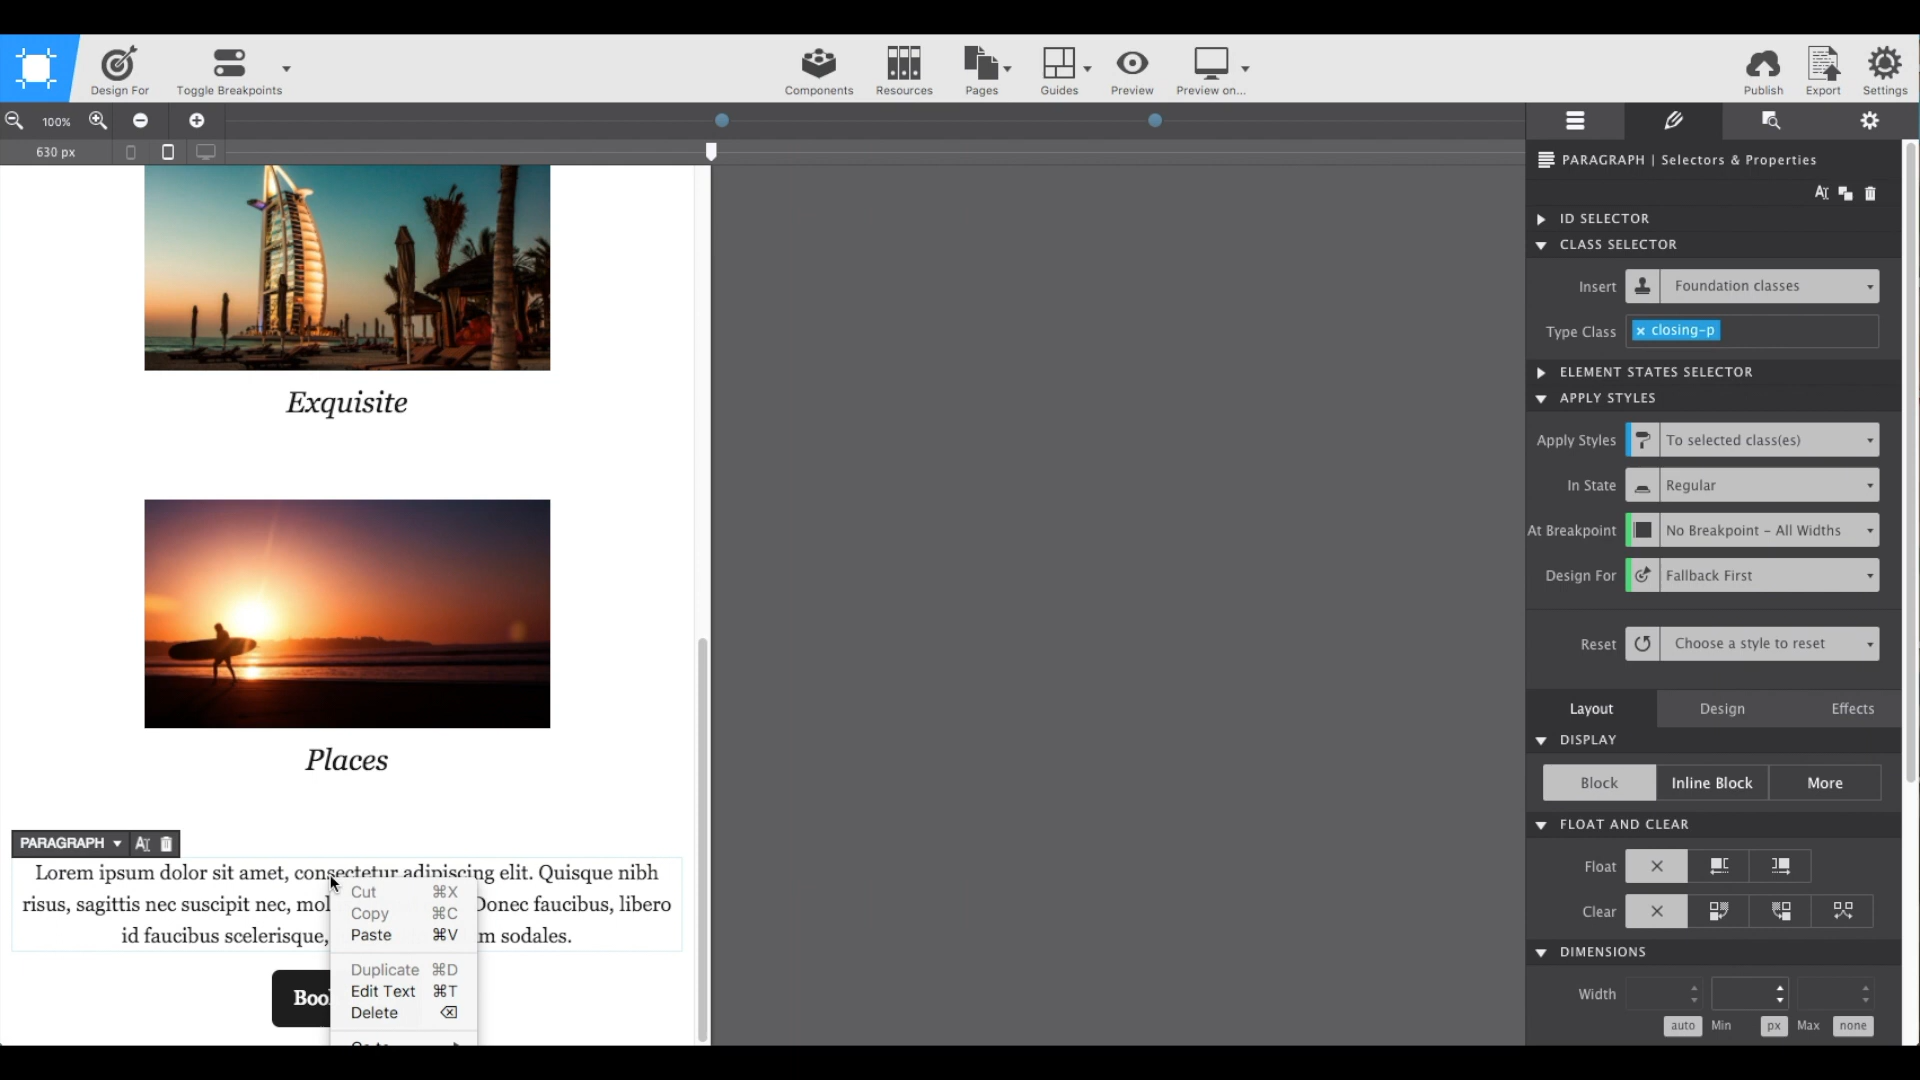 Design For
Toggle Breakpoints
Components
Resources
Pages
Guides
Preview
Preview on...
Publish
Export
Settings
100%
630 px
PARAGRAPH | Selectors & Properties
ID SELECTOR
CLASS SELECTOR
Insert
Foundation classes
Type Class
× closing-p
ELEMENT STATES SELECTOR
APPLY STYLES
Apply Styles
To selected class(es)
In State
Regular
At Breakpoint
No Breakpoint – All Widths
Design For
Fallback First
Reset
Choose a style to reset
Layout
Design
Effects
DISPLAY
Block
Inline Block
More
FLOAT AND CLEAR
Float
Clear
DIMENSIONS
Width
auto
Min
px
Max
none
Exquisite
Places
PARAGRAPH
Lorem ipsum dolor sit amet, consectetur adipiscing elit. Quisque nibh
risus, sagittis nec suscipit nec, mol Donec faucibus, libero
id faucibus scelerisque, m sodales.
Cut ⌘X
Copy ⌘C
Paste ⌘V
Duplicate ⌘D
Edit Text ⌘T
Delete ⌫
Boo